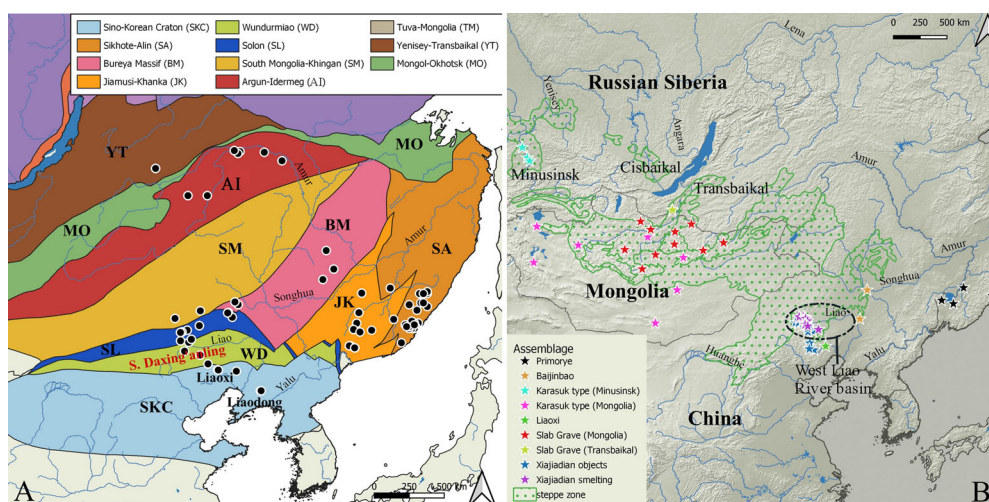 Sino-Korean Craton (SKC)
Sikhote-Alin (SA)
Bureya Massif (BM)
Jiamusi-Khanka (JK)
Wundurmiao (WD)
Solon (SL)
South Mongolia-Khingan (SM)
Argun-Idermeg (AI)
Tuva-Mongolia (TM)
Yenisey-Transbaikal (YT)
Mongol-Okhotsk (MO)
YT
MO
AI
Amur
MO
BM
SM
Amur
SA
MO
Songhua
JK
SL
Liao
S. Daxing'anling
WD
Liaoxi
Yalu
SKC
Liaodong
0 250 500 km
A
Lena
0 250 500 km
Russian Siberia
Yenisey
Angara
Cisbaikal
Minusinsk
Transbaikal
Amur
Amur
Songhua
Mongolia
Liao
Huanghe
Yalu
West Liao
River basin
China
Assemblage
Primorye
Baijinbao
Karasuk type (Minusinsk)
Karasuk type (Mongolia)
Liaoxi
Slab Grave (Mongolia)
Slab Grave (Transbaikal)
Xiajiadian objects
Xiajiadian smelting
steppe zone
B